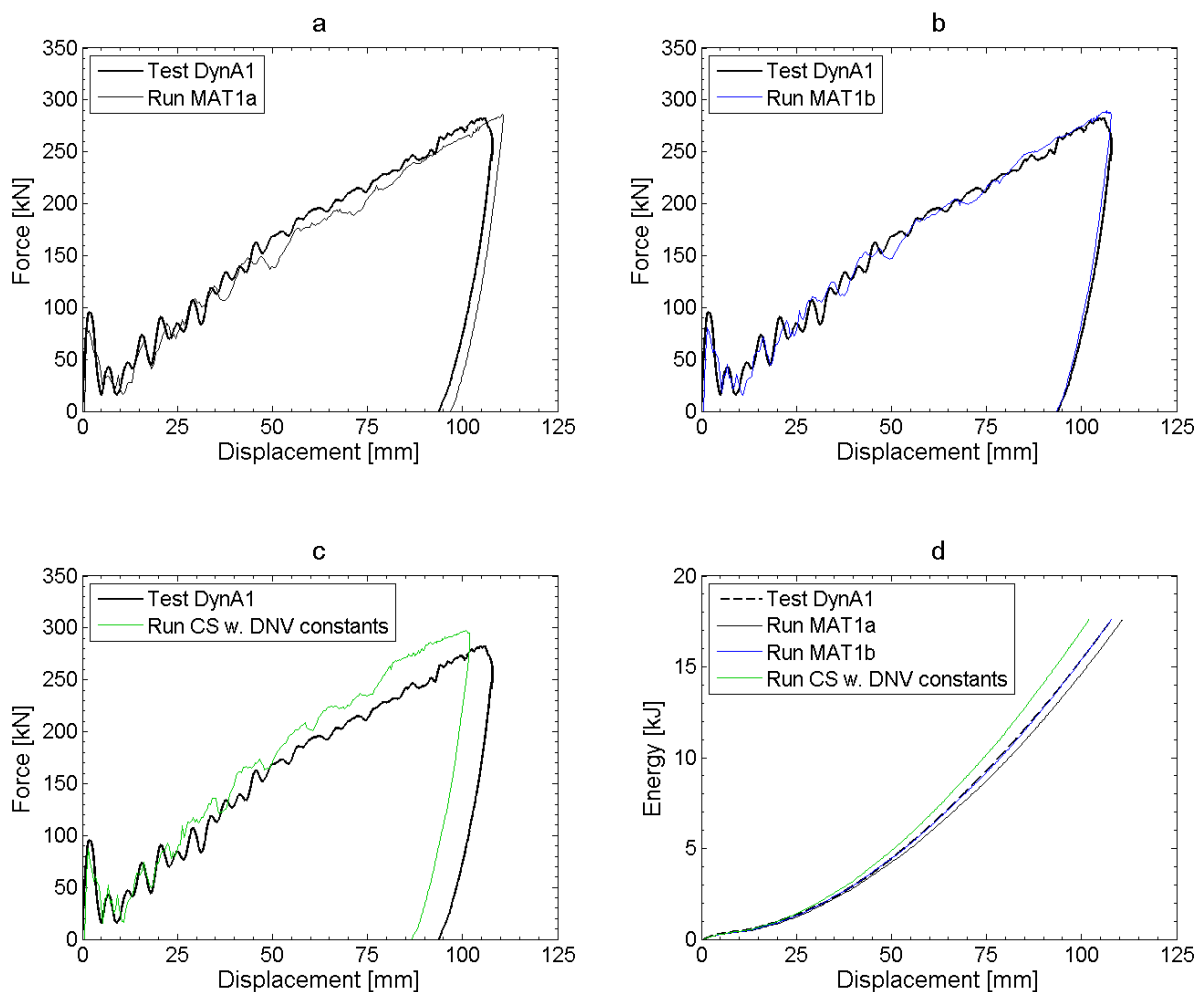 a
350
300
250
200
150
100
50
0
Force [kN]
Test DynA1
Run MAT1a
0 25 50 75 100 125
Displacement [mm]
b
350
300
250
200
150
100
50
0
Force [kN]
Test DynA1
Run MAT1b
0 25 50 75 100 125
Displacement [mm]
c
350
300
250
200
150
100
50
0
Force [kN]
Test DynA1
Run CS w. DNV constants
0 25 50 75 100 125
Displacement [mm]
d
20
15
10
5
0
Energy [kJ]
Test DynA1
Run MAT1a
Run MAT1b
Run CS w. DNV constants
0 25 50 75 100 125
Displacement [mm]